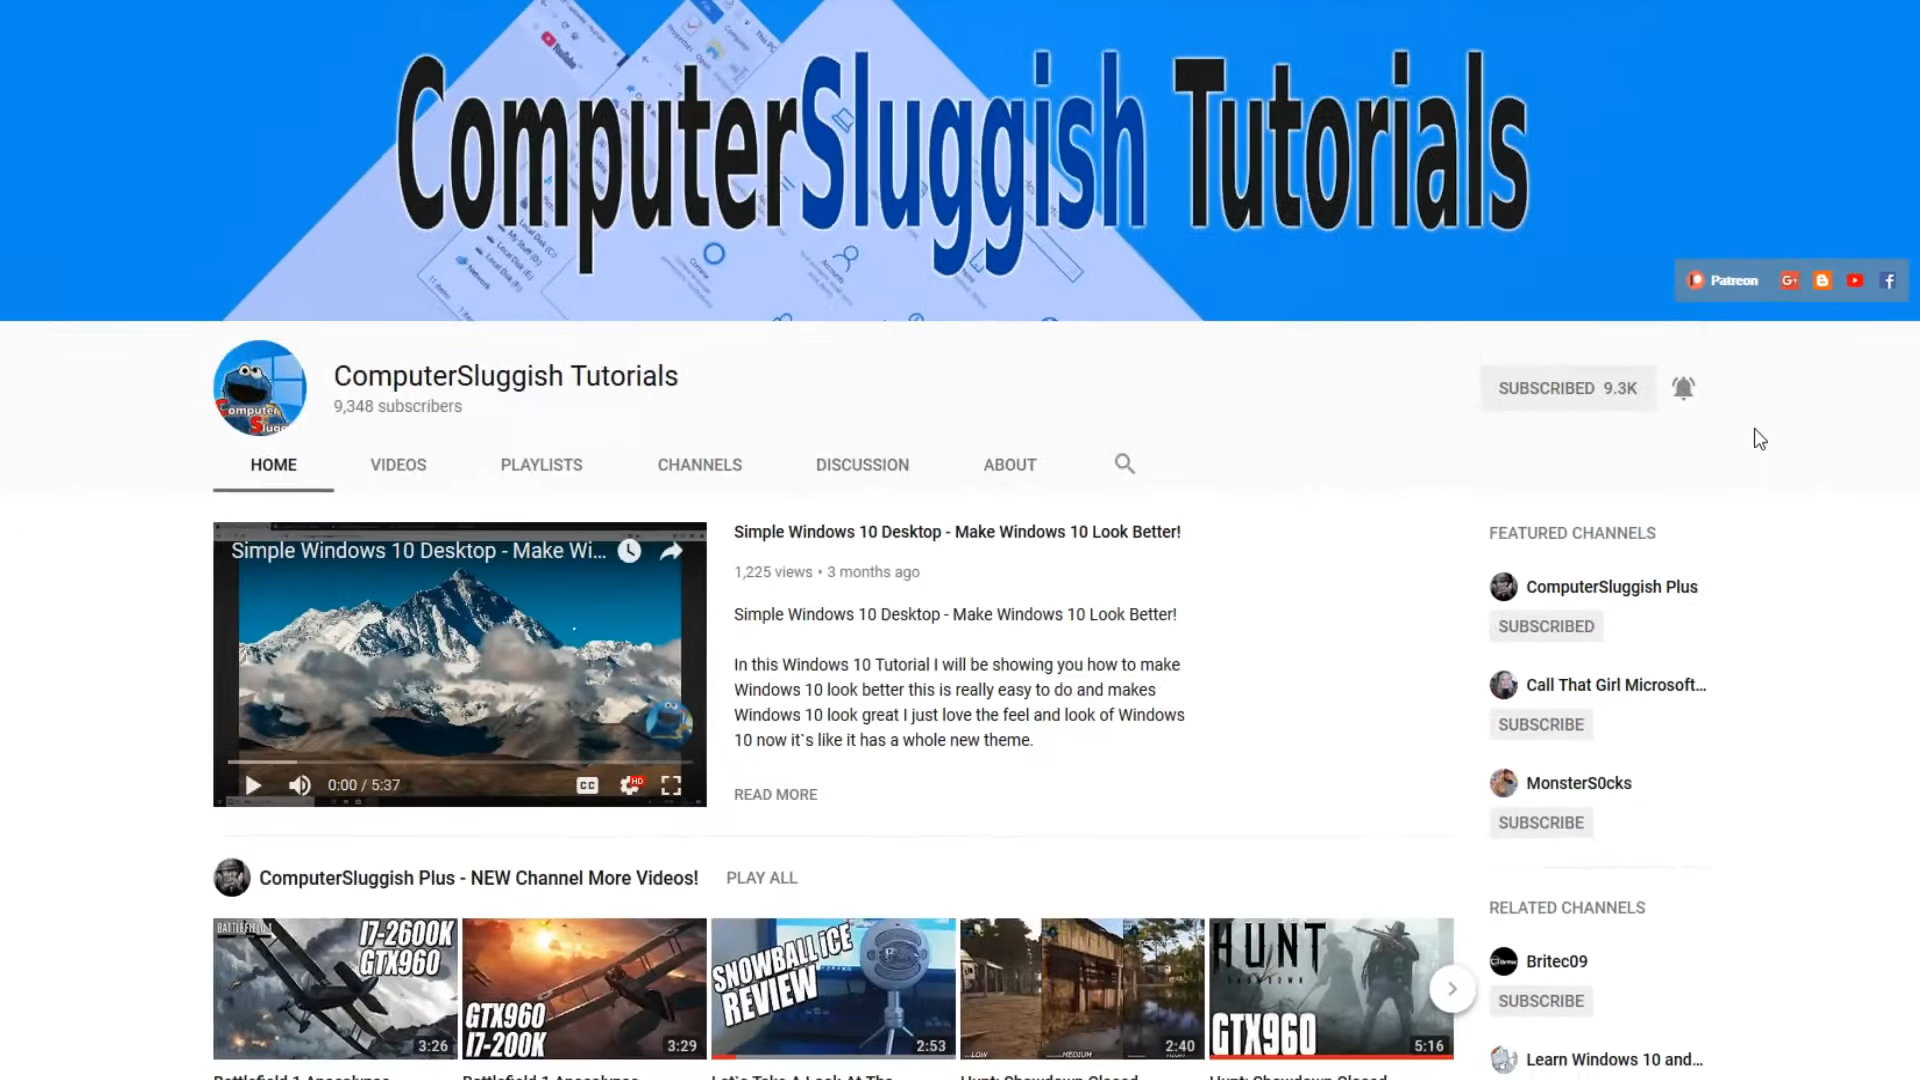 ComputerSluggish Tutorials
Patreon
ComputerSluggish Tutorials
9,348 subscribers
SUBSCRIBED 9.3K
HOME
VIDEOS
PLAYLISTS
CHANNELS
DISCUSSION
ABOUT
Simple Windows 10 Desktop - Make Wi...
0:00 / 5:37
CC
HD
Simple Windows 10 Desktop - Make Windows 10 Look Better!
1,225 views • 3 months ago
Simple Windows 10 Desktop - Make Windows 10 Look Better!
In this Windows 10 Tutorial I will be showing you how to make
Windows 10 look better this is really easy to do and makes
Windows 10 look great I just love the feel and look of Windows
10 now it`s like it has a whole new theme.
READ MORE
FEATURED CHANNELS
ComputerSluggish Plus
SUBSCRIBED
Call That Girl Microsoft...
SUBSCRIBE
MonsterS0cks
SUBSCRIBE
RELATED CHANNELS
Britec09
SUBSCRIBE
Learn Windows 10 and...
ComputerSluggish Plus - NEW Channel More Videos!
PLAY ALL
BATTLEFIELD 1
I7-2600K
GTX960
3:26
GTX960
I7-200K
3:29
SNOWBALL iCE
REVIEW
2:53
LOW
MEDIUM
2:40
HUNT
SHOWDOWN
GTX960
5:16